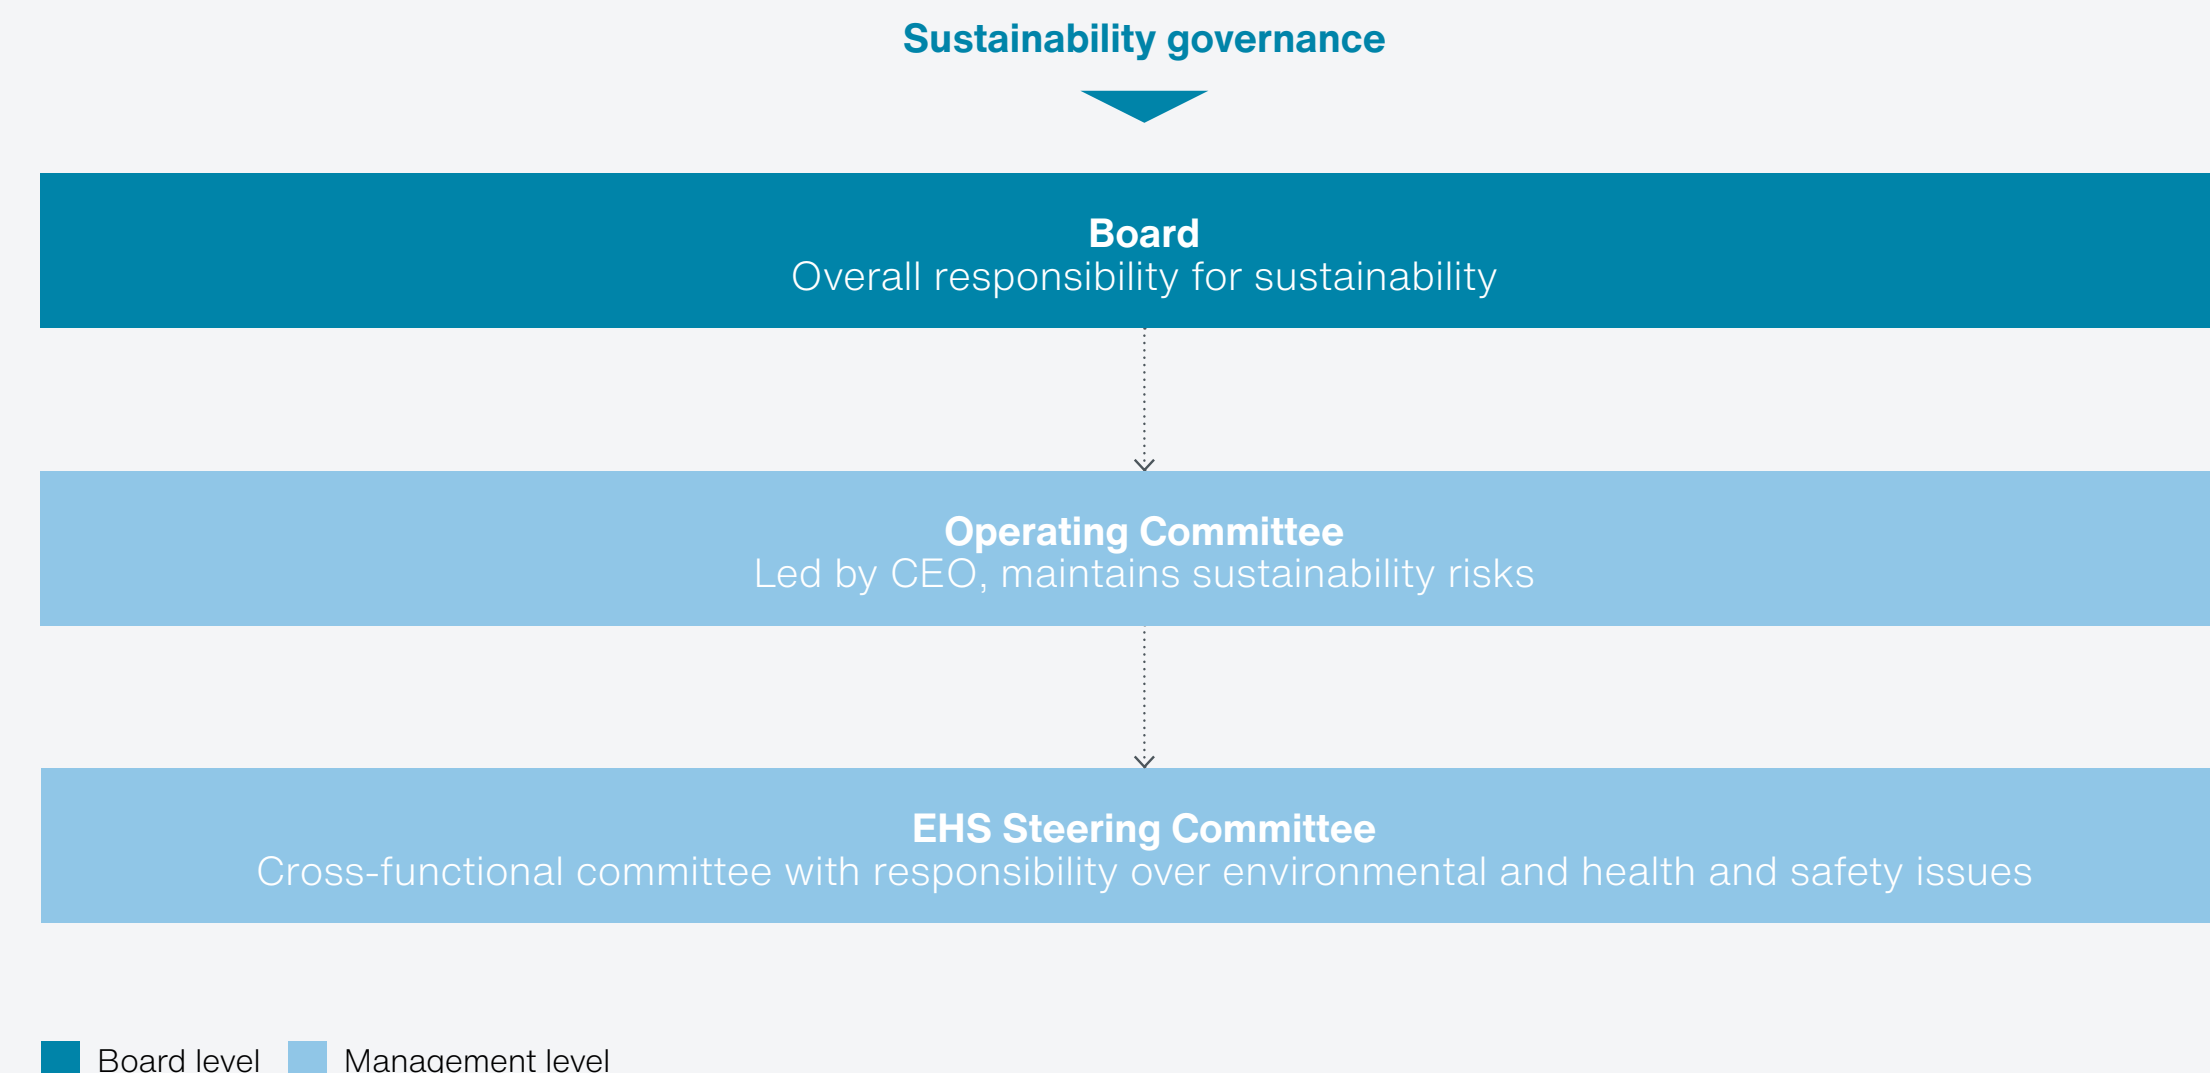 Sustainability governance
Board
Overall responsibility for sustainability
Operating Committee
Led by CEO, maintains sustainability risks
EHS Steering Committee
Cross-functional committee with responsibility over environmental and health and safety issues
Board level
Management level